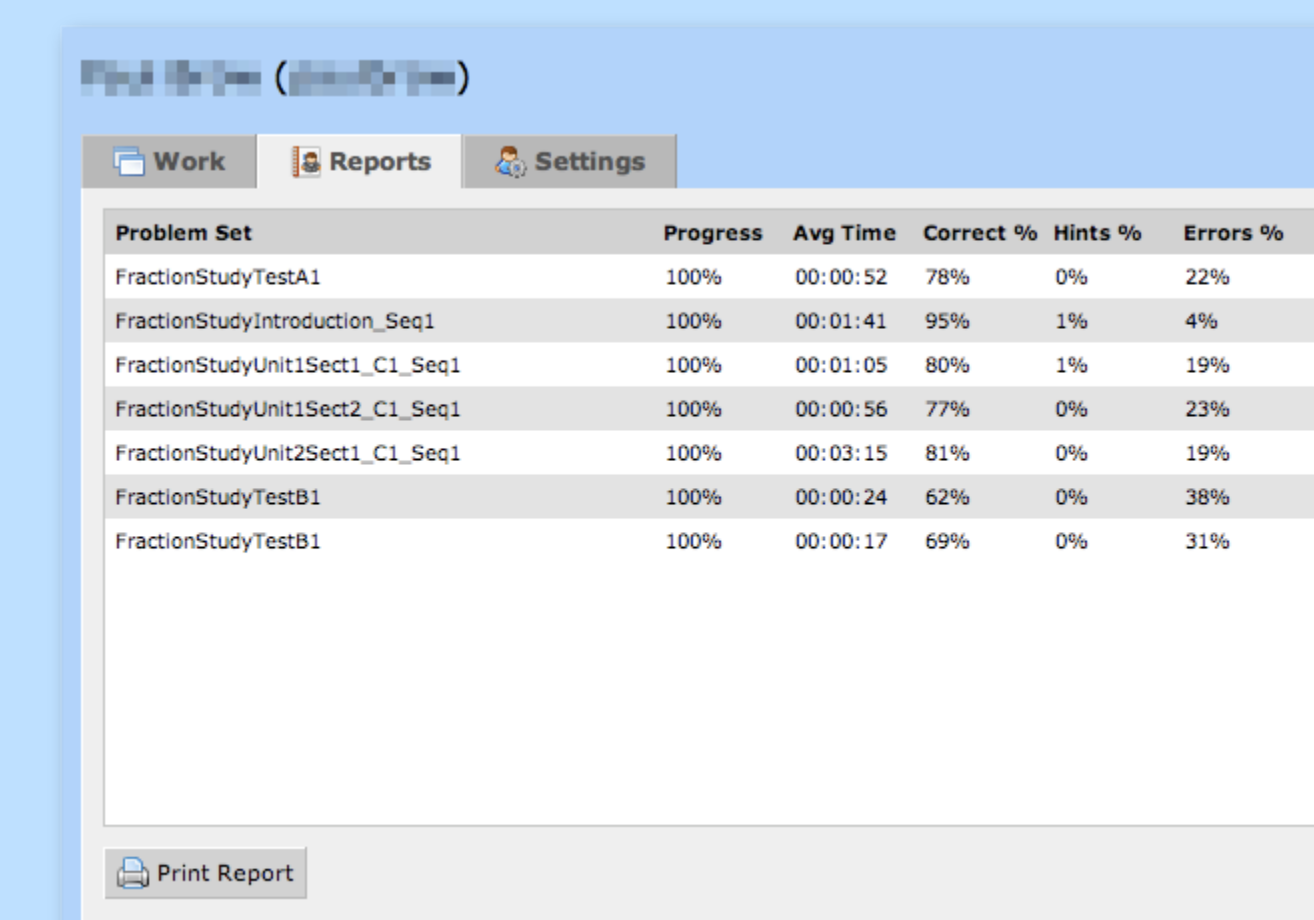 ( )
Work Reports Settings
Problem Set Progress Avg Time Correct % Hints % Errors %
FractionStudyTestA1 100% 00:00:52 78% 0% 22%
FractionStudyIntroduction_Seq1 100% 00:01:41 95% 1% 4%
FractionStudyUnit1Sect1_C1_Seq1 100% 00:01:05 80% 1% 19%
FractionStudyUnit1Sect2_C1_Seq1 100% 00:00:56 77% 0% 23%
FractionStudyUnit2Sect1_C1_Seq1 100% 00:03:15 81% 0% 19%
FractionStudyTestB1 100% 00:00:24 62% 0% 38%
FractionStudyTestB1 100% 00:00:17 69% 0% 31%
Print Report